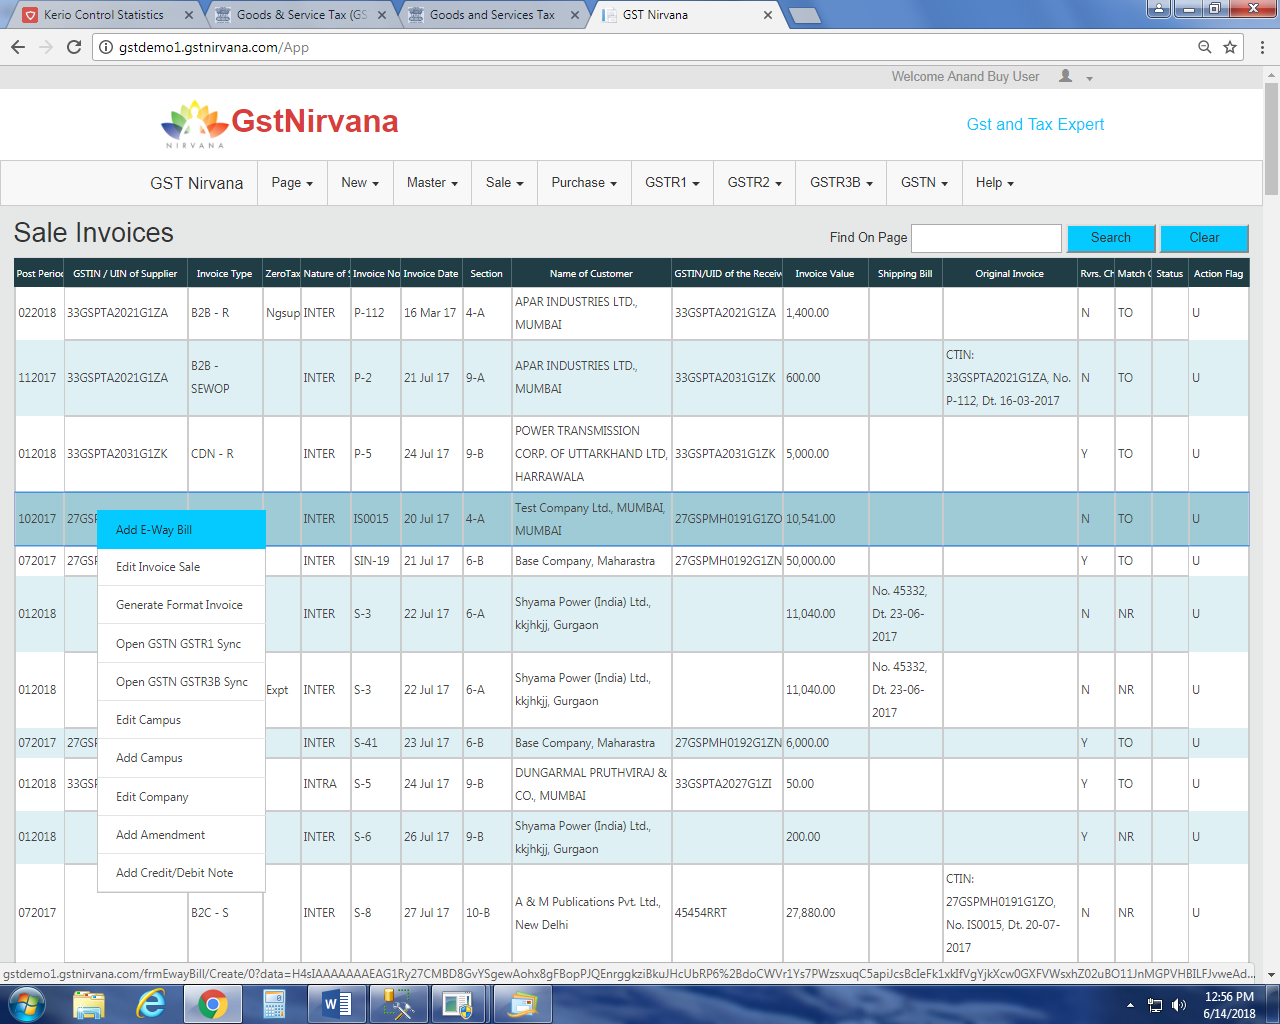 Kerio Control Statistics
Goods & Service Tax (GS
Goods and Services Tax
GST Nirvana
gstdemo1.gstnirvana.com/App
Welcome Anand Buy User
NIRVANA
GstNirvana
Gst and Tax Expert
GST Nirvana Page New Master Sale Purchase GSTR1 GSTR2 GSTR3B GSTN Help
Sale Invoices
Find On Page Search Clear
Post Period GSTIN / UIN of Supplier Invoice Type ZeroTax Nature of S Invoice No Invoice Date Section Name of Customer GSTIN/UID of the Receive Invoice Value Shipping Bill Original Invoice Rvrs. Ch Match Status Action Flag
022018 33GSPTA2021G1ZA B2B - R Ngsup INTER P-112 16 Mar 17 4-A APAR INDUSTRIES LTD., MUMBAI 33GSPTA2021G1ZA 1,400.00 N TO U
112017 33GSPTA2021G1ZA B2B - SEWOP INTER P-2 21 Jul 17 9-A APAR INDUSTRIES LTD., MUMBAI 33GSPTA2031G1ZK 600.00 CTIN: 33GSPTA2021G1ZA, No. P-112, Dt. 16-03-2017 N TO U
012018 33GSPTA2031G1ZK CDN - R INTER P-5 24 Jul 17 9-B POWER TRANSMISSION CORP. OF UTTARKHAND LTD, HARRAWALA 33GSPTA2031G1ZK 5,000.00 Y TO U
102017 27GSP INTER IS0015 20 Jul 17 4-A Test Company Ltd., MUMBAI, MUMBAI 27GSPMH0191G1ZO 10,541.00 N TO U
072017 27GSP INTER SIN-19 21 Jul 17 6-B Base Company, Maharastra 27GSPMH0192G1ZN 50,000.00 Y TO U
012018 INTER S-3 22 Jul 17 6-A Shyama Power (India) Ltd., kkjhkjj, Gurgaon 11,040.00 No. 45332, Dt. 23-06-2017 N NR U
012018 Expt INTER S-3 22 Jul 17 6-A Shyama Power (India) Ltd., kkjhkjj, Gurgaon 11,040.00 No. 45332, Dt. 23-06-2017 N NR U
072017 27GSP INTER S-41 23 Jul 17 6-B Base Company, Maharastra 27GSPMH0192G1ZN 6,000.00 Y TO U
012018 33GSP INTRA S-5 24 Jul 17 9-B DUNGARMAL PRUTHVIRAJ & CO., MUMBAI 33GSPTA2027G1ZI 50.00 Y TO U
012018 INTER S-6 26 Jul 17 9-B Shyama Power (India) Ltd., kkjhkjj, Gurgaon 200.00 Y NR U
072017 B2C - S INTER S-8 27 Jul 17 10-B A & M Publications Pvt. Ltd., New Delhi 45454RRT 27,880.00 CTIN: 27GSPMH0191G1ZO, No. IS0015, Dt. 20-07-2017 N NR U
Add E-Way Bill
Edit Invoice Sale
Generate Format Invoice
Open GSTN GSTR1 Sync
Open GSTN GSTR3B Sync
Edit Campus
Add Campus
Edit Company
Add Amendment
Add Credit/Debit Note
12:56 PM
6/14/2018